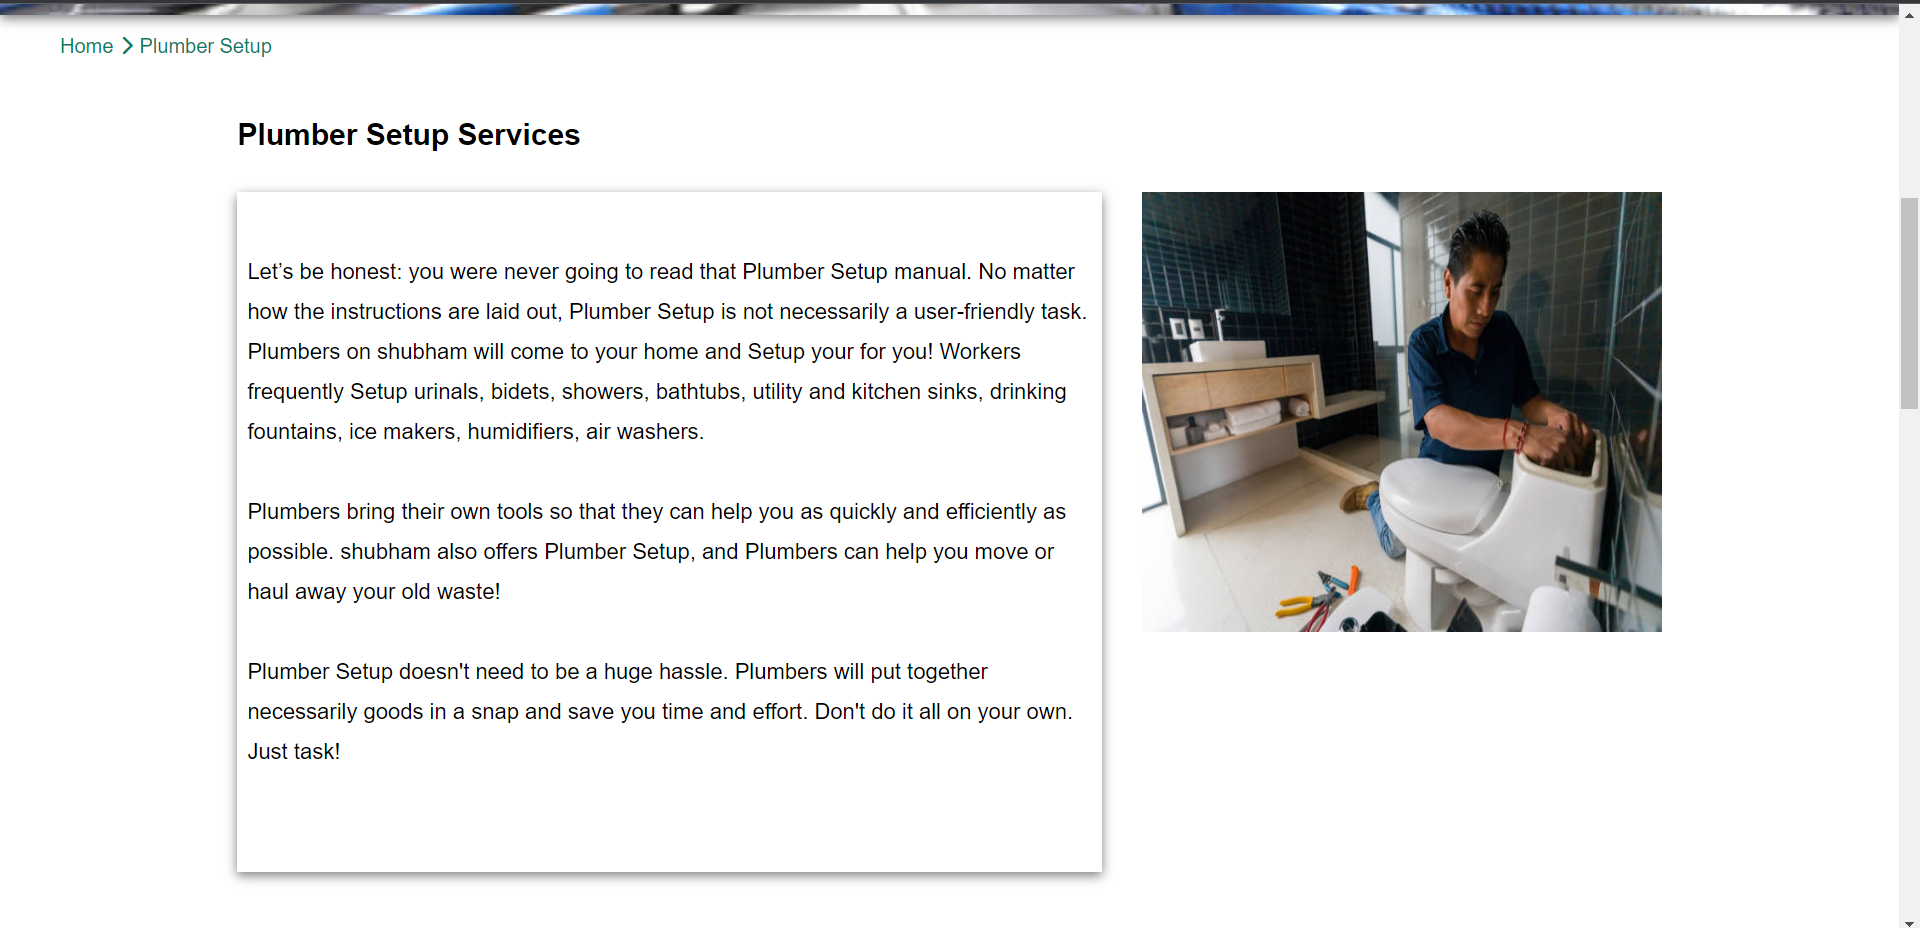 Home > Plumber Setup
Plumber Setup Services
Let’s be honest: you were never going to read that Plumber Setup manual. No matter
how the instructions are laid out, Plumber Setup is not necessarily a user-friendly task.
Plumbers on shubham will come to your home and Setup your for you! Workers
frequently Setup urinals, bidets, showers, bathtubs, utility and kitchen sinks, drinking
fountains, ice makers, humidifiers, air washers.
Plumbers bring their own tools so that they can help you as quickly and efficiently as
possible. shubham also offers Plumber Setup, and Plumbers can help you move or
haul away your old waste!
Plumber Setup doesn't need to be a huge hassle. Plumbers will put together
necessarily goods in a snap and save you time and effort. Don't do it all on your own.
Just task!